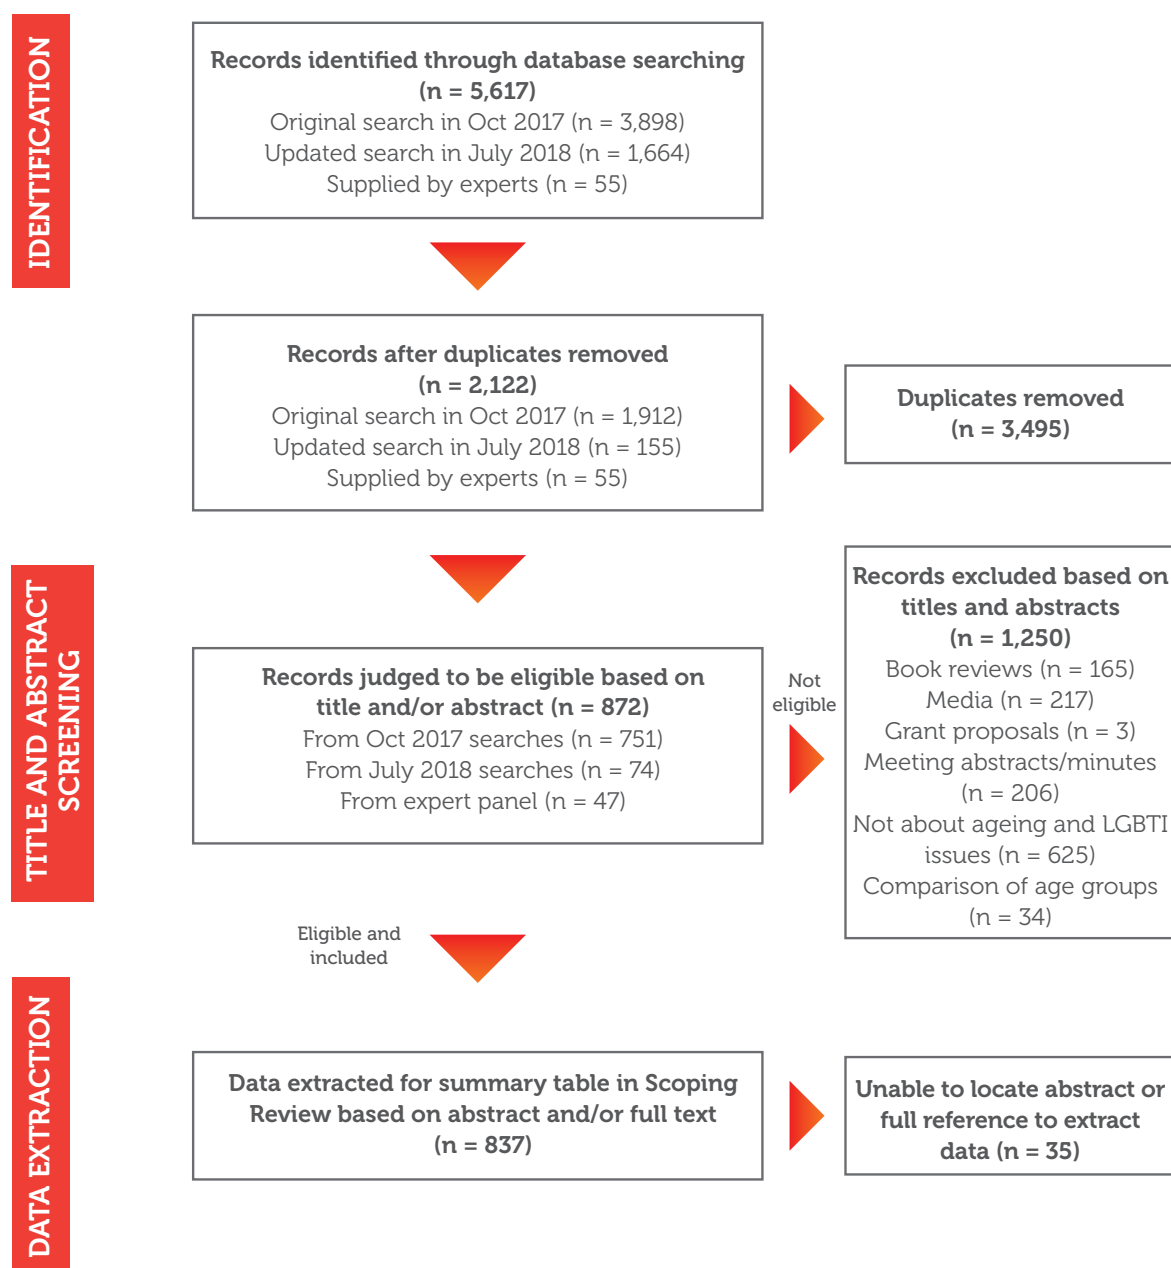 IDENTIFICATION
Records identified through database searching
(n = 5,617)
Original search in Oct 2017 (n = 3,898)
Updated search in July 2018 (n = 1,664)
Supplied by experts (n = 55)
Records after duplicates removed
(n = 2,122)
Original search in Oct 2017 (n = 1,912)
Updated search in July 2018 (n = 155)
Supplied by experts (n = 55)
Duplicates removed
(n = 3,495)
TITLE AND ABSTRACT
SCREENING
Records judged to be eligible based on
title and/or abstract (n = 872)
From Oct 2017 searches (n = 751)
From July 2018 searches (n = 74)
From expert panel (n = 47)
Not
eligible
Records excluded based on
titles and abstracts
(n = 1,250)
Book reviews (n = 165)
Media (n = 217)
Grant proposals (n = 3)
Meeting abstracts/minutes
(n = 206)
Not about ageing and LGBTI
issues (n = 625)
Comparison of age groups
(n = 34)
Eligible and
included
DATA EXTRACTION
Data extracted for summary table in Scoping
Review based on abstract and/or full text
(n = 837)
Unable to locate abstract or
full reference to extract
data (n = 35)